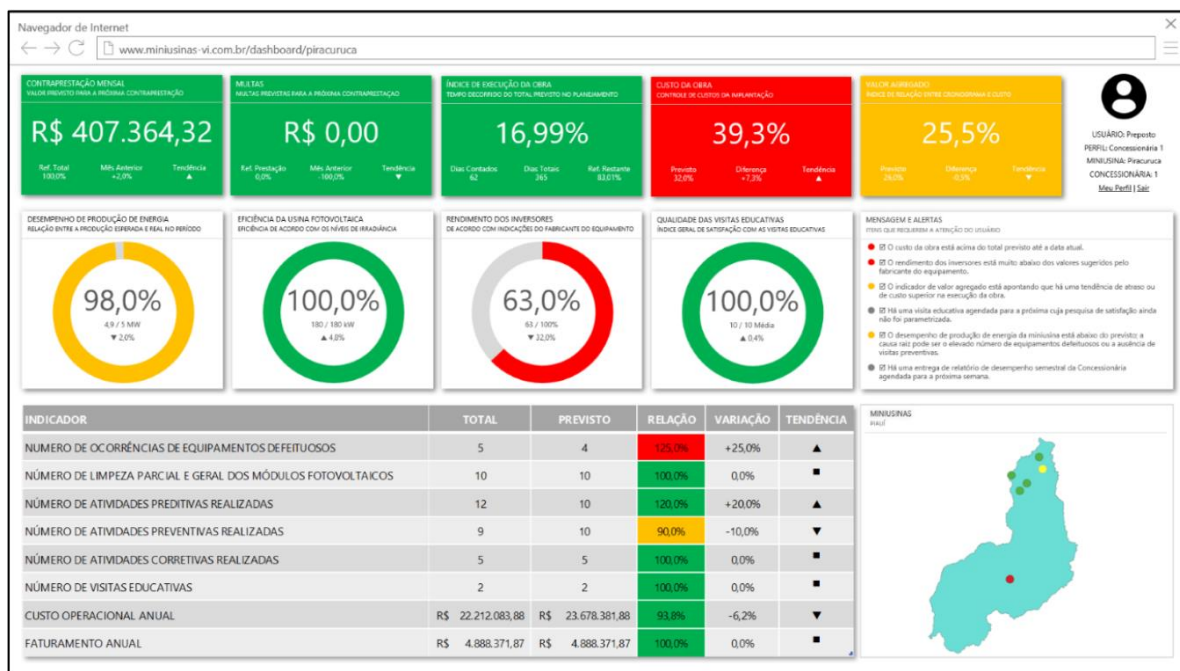 Navegador de Internet
www.miniusinas-vi.com.br/dashboard/piracuruca
CONTRAPRESTAÇÃO MENSAL
VALOR PREVISTO PARA A PRÓXIMA CONTRAPRESTAÇÃO
R$ 407.364,32
Ref. Total Mês Anterior Tendência
100,0% +2,0% ▲
MULTAS
MULTAS PREVISTAS PARA A PRÓXIMA CONTRAPRESTAÇÃO
R$ 0,00
Ref. Prestação Mês Anterior Tendência
0,0% -100,0% ▼
ÍNDICE DE EXECUÇÃO DA OBRA
TEMPO DECORRIDO DO TOTAL PREVISTO NO PLANEJAMENTO
16,99%
Dias Contados Dias Totais Ref. Restante
62 365 83,01%
CUSTO DA OBRA
CONTROLE DE CUSTOS DA IMPLANTAÇÃO
39,3%
Previsto Diferença Tendência
32,0% +7,3% ▲
VALOR AGREGADO
ÍNDICE DE RELAÇÃO ENTRE CRONOGRAMA E CUSTO
25,5%
Previsto Diferença Tendência
26,0% -0,5% ▼
USUÁRIO: Preposto
PERFIL: Concessionária 1
MINIUSINA: Piracuruca
CONCESSIONÁRIA: 1
Meu Perfil | Sair
DESEMPENHO DE PRODUÇÃO DE ENERGIA
RELAÇÃO ENTRE A PRODUÇÃO ESPERADA E REAL NO PERÍODO
98,0%
4,9 / 5 MW
▼ 2,0%
EFICIÊNCIA DA USINA FOTOVOLTAICA
EFICIÊNCIA DE ACORDO COM OS NÍVEIS DE IRRADIÂNCIA
100,0%
180 / 180 kW
▲ 4,8%
RENDIMENTO DOS INVERSORES
DE ACORDO COM INDICAÇÕES DO FABRICANTE DO EQUIPAMENTO
63,0%
63 / 100%
▼ 32,0%
QUALIDADE DAS VISITAS EDUCATIVAS
ÍNDICE GERAL DE SATISFAÇÃO COM AS VISITAS EDUCATIVAS
100,0%
10 / 10 Média
▲ 0,4%
MENSAGEM E ALERTAS
ITENS QUE REQUEREM A ATENÇÃO DO USUÁRIO
☑ O custo da obra está acima do total previsto até a data atual.
☑ O rendimento dos inversores está muito abaixo dos valores sugeridos pelo
fabricante do equipamento.
☑ O indicador de valor agregado está apontando que há uma tendência de atraso ou
de custo superior na execução da obra.
☑ Há uma visita educativa agendada para a próxima cuja pesquisa de satisfação ainda
não foi parametrizada.
☑ O desempenho de produção de energia da miniusina está abaixo do previsto; a
causa raiz pode ser o elevado número de equipamentos defeituosos ou a ausência de
visitas preventivas.
☑ Há uma entrega de relatório de desempenho semestral da Concessionária
agendada para a próxima semana.
INDICADOR TOTAL PREVISTO RELAÇÃO VARIAÇÃO TENDÊNCIA
NÚMERO DE OCORRÊNCIAS DE EQUIPAMENTOS DEFEITUOSOS 5 4 125,0% +25,0% ▲
NÚMERO DE LIMPEZA PARCIAL E GERAL DOS MÓDULOS FOTOVOLTAICOS 10 10 100,0% 0,0% ■
NÚMERO DE ATIVIDADES PREDITIVAS REALIZADAS 12 10 120,0% +20,0% ▲
NÚMERO DE ATIVIDADES PREVENTIVAS REALIZADAS 9 10 90,0% -10,0% ▼
NÚMERO DE ATIVIDADES CORRETIVAS REALIZADAS 5 5 100,0% 0,0% ■
NÚMERO DE VISITAS EDUCATIVAS 2 2 100,0% 0,0% ■
CUSTO OPERACIONAL ANUAL R$ 22.212.083,88 R$ 23.678.381,88 93,8% -6,2% ▼
FATURAMENTO ANUAL R$ 4.888.371,87 R$ 4.888.371,87 100,0% 0,0% ■
MINIUSINAS
PIAUÍ